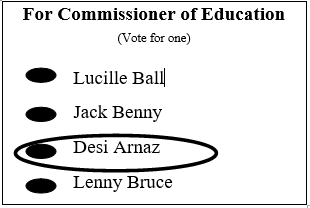 For Commissioner of Education
(Vote for one)
Lucille Ball
Jack Benny
Desi Arnaz
Lenny Bruce